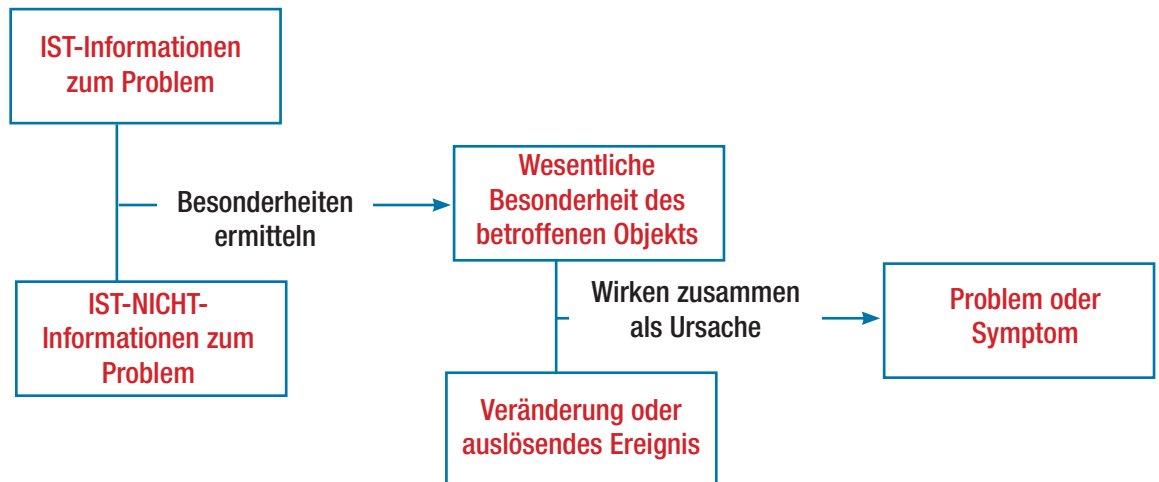 IST-Informationen
zum Problem
Besonderheiten
ermitteln
IST-NICHT-
Informationen zum
Problem
Wesentliche
Besonderheit des
betroffenen Objekts
Wirken zusammen
als Ursache
Veränderung oder
auslösendes Ereignis
Problem oder
Symptom